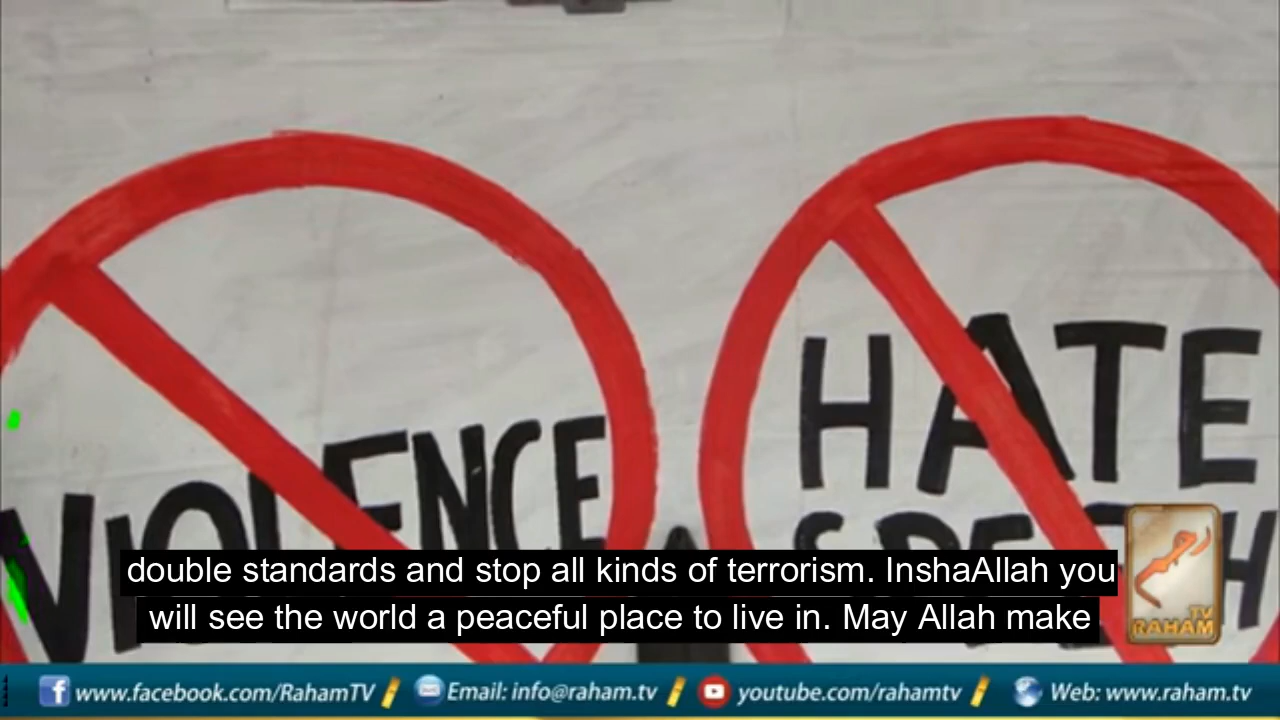 VIOLENCE
HATE
SPEECH
double standards and stop all kinds of terrorism. InshaAllah you
will see the world a peaceful place to live in. May Allah make
TV
RAHAM
www.facebook.com/RahamTV
Email: info@raham.tv
youtube.com/rahamtv
Web: www.raham.tv